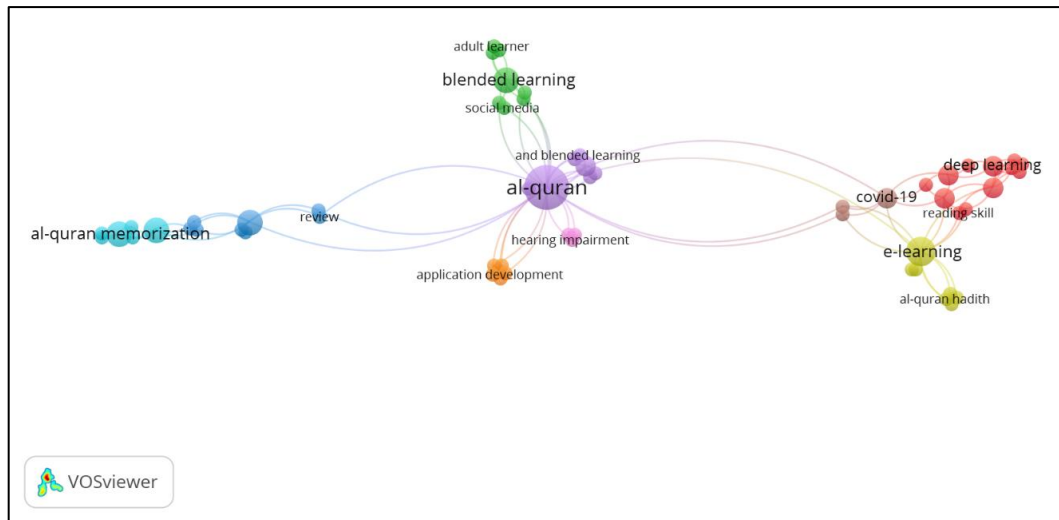 adult learner
blended learning
social media
and blended learning
al-quran
deep learning
covid-19
reading skill
review
al-quran memorization
hearing impairment
e-learning
application development
al-quran hadith
VOSviewer